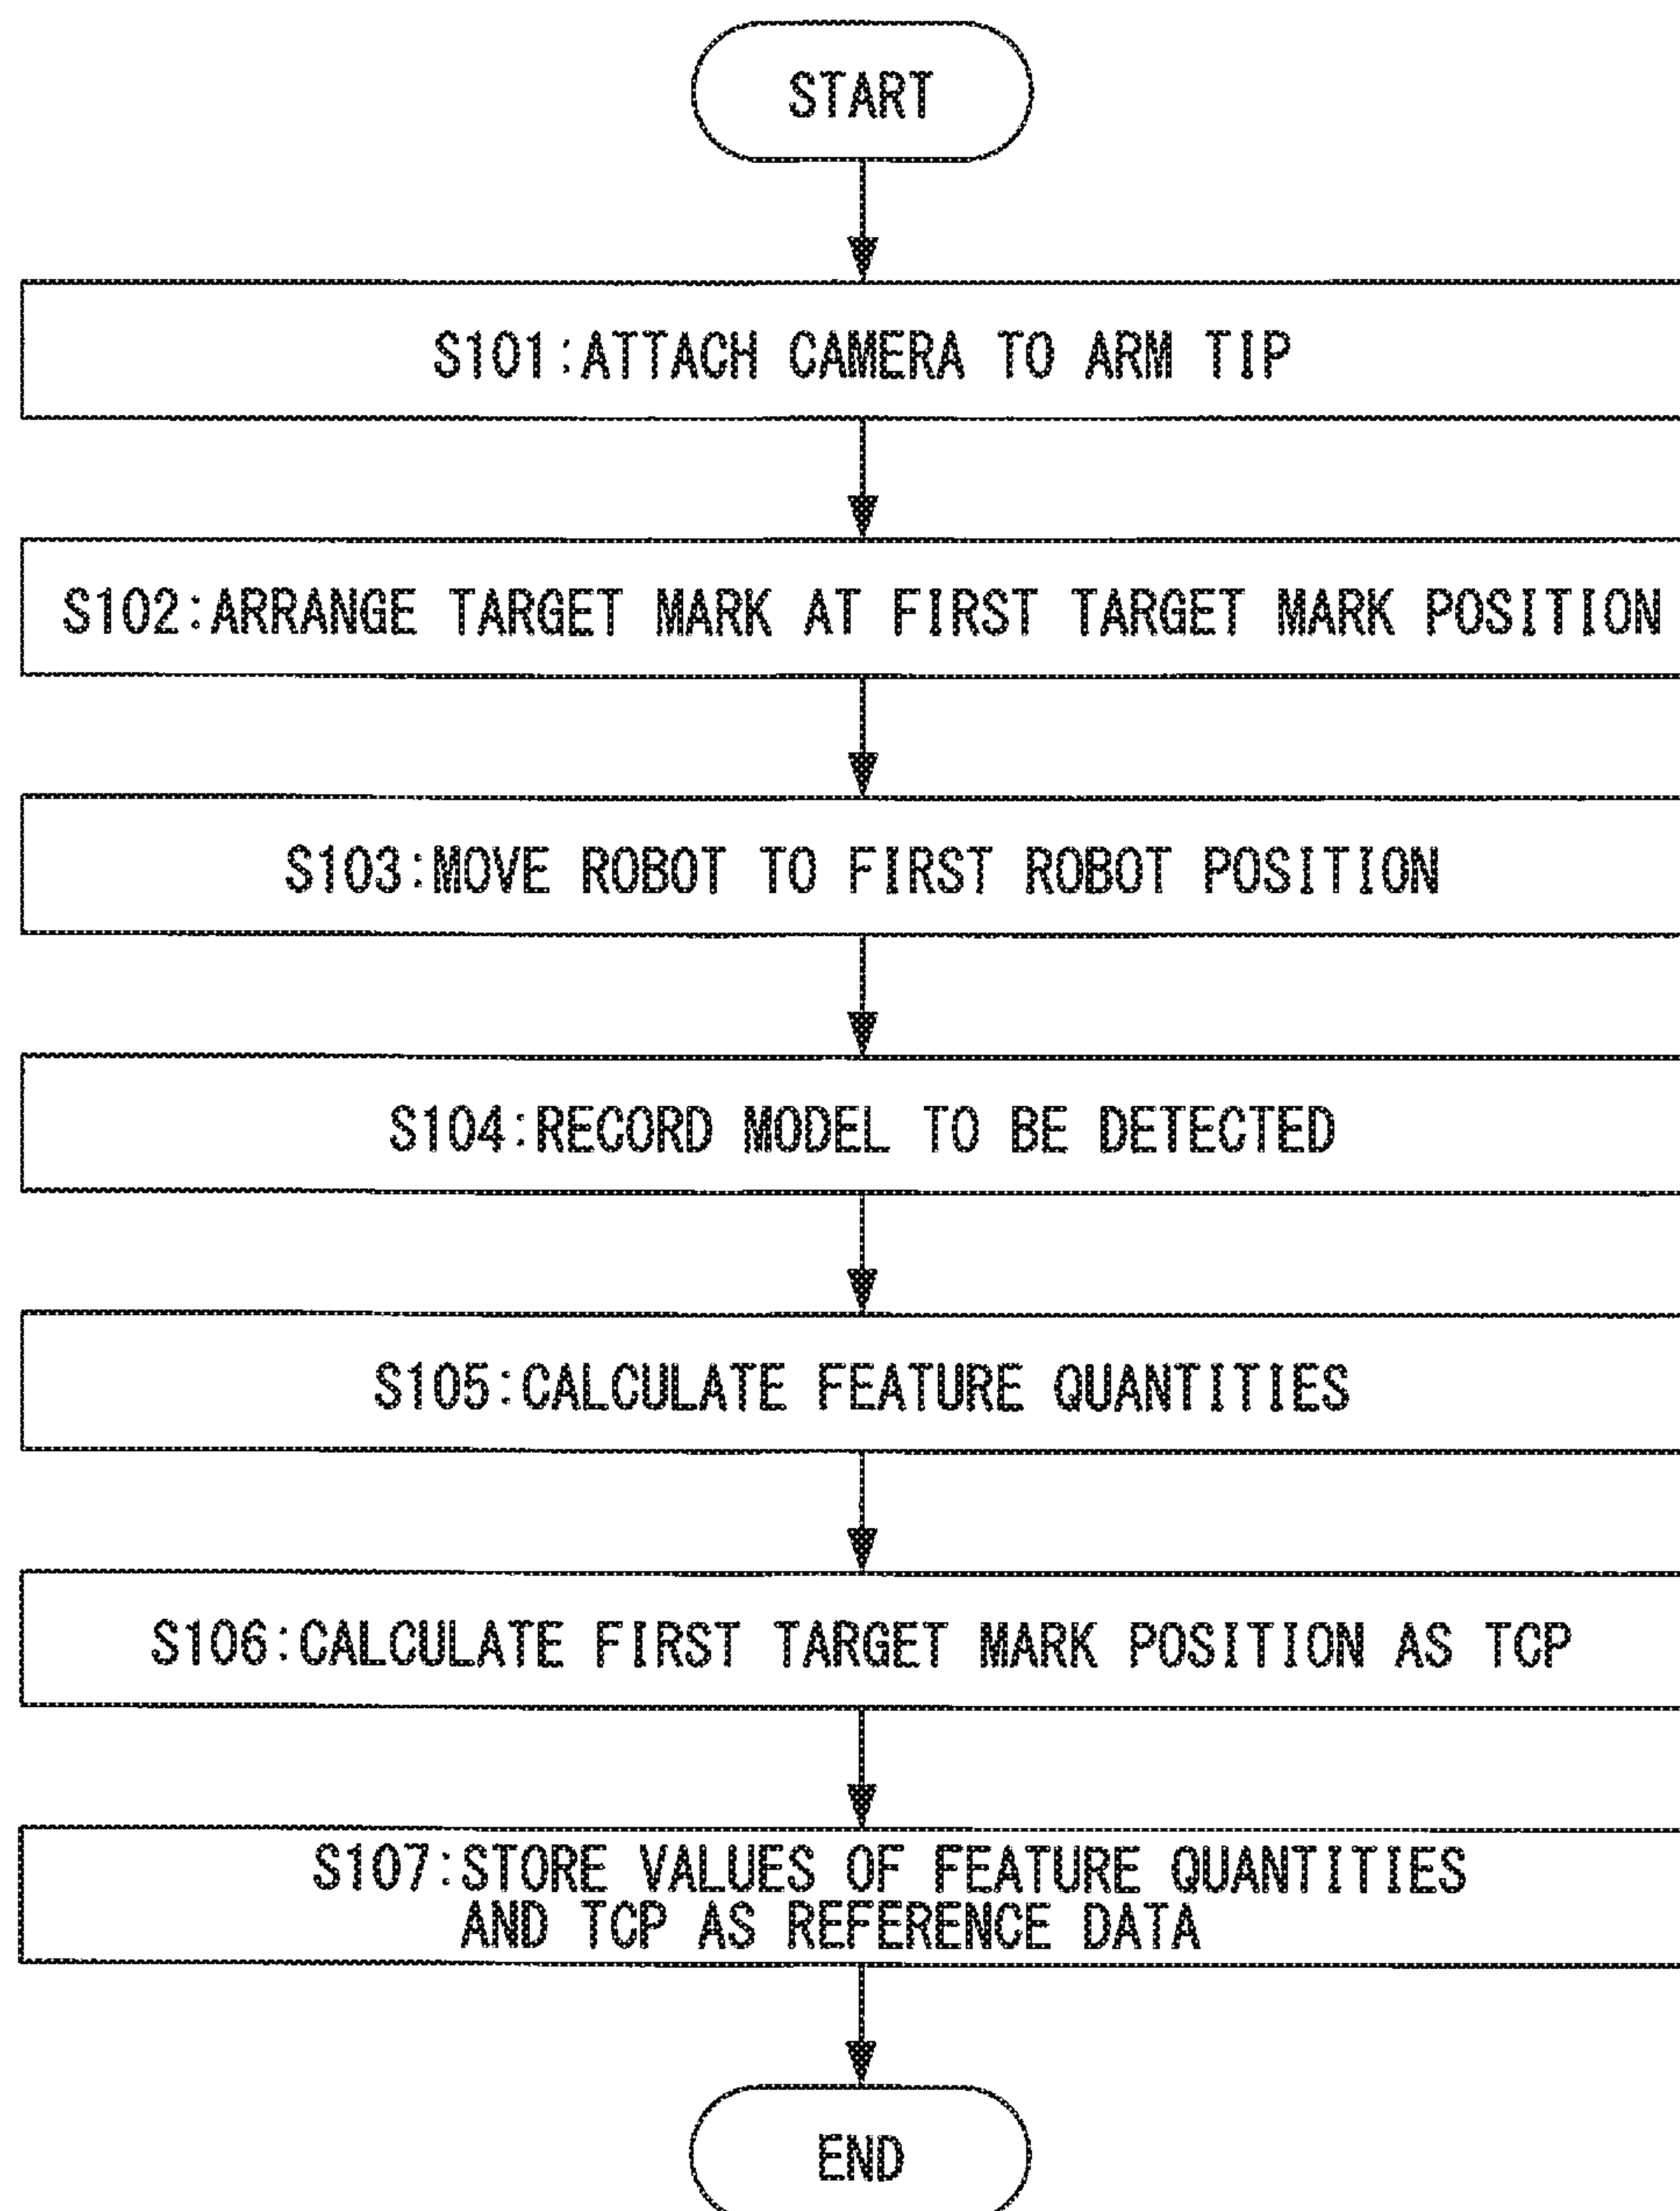 START
S101:ATTACH CAMERA TO ARM TIP
S102:ARRANGE TARGET MARK AT FIRST TARGET MARK POSITION
S103:MOVE ROBOT TO FIRST ROBOT POSITION
S104:RECORD MODEL TO BE DETECTED
S105:CALCULATE FEATURE QUANTITIES
S106:CALCULATE FIRST TARGET MARK POSITION AS TCP
S107:STORE VALUES OF FEATURE QUANTITIES
AND TCP AS REFERENCE DATA
END